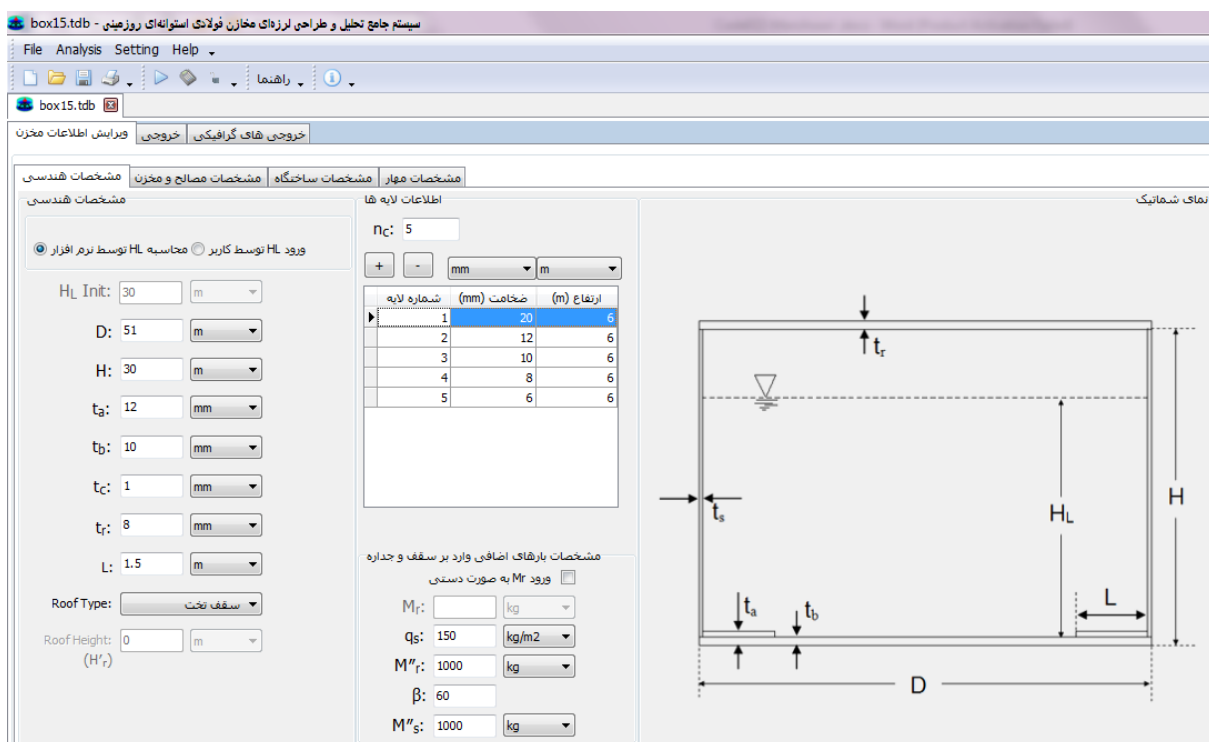 سیستم جامع تحلیل و طراحی لرزه‌ای مخازن فولادی استوانه‌ای روزمینی - box15.tdb
File Analysis Setting Help
راهنما
box15.tdb
ویرایش اطلاعات مخزن خروجی خروجی های گرافیکی
مشخصات هندسی مشخصات مصالح و مخزن مشخصات ساختگاه مشخصات مهار
مشخصات هندسی
محاسبه HL توسط نرم افزار ورود HL توسط کاربر
HL Init: 30 m
D: 51 m
H: 30 m
ta: 12 mm
tb: 10 mm
tc: 1 mm
tr: 8 mm
L: 1.5 m
Roof Type: سقف تخت
Roof Height: 0 m
(H'r)
اطلاعات لایه ها
nc: 5
+ - mm m
شماره لایه ضخامت (mm) ارتفاع (m)
1 20 6
2 12 6
3 10 6
4 8 6
5 6 6
مشخصات بارهای اضافی وارد بر سقف و جداره
ورود Mr به صورت دستی
Mr: kg
qs: 150 kg/m2
M"r: 1000 kg
β: 60
M"s: 1000 kg
نمای شماتیک
tr
ts
HL
H
ta
tb
L
D